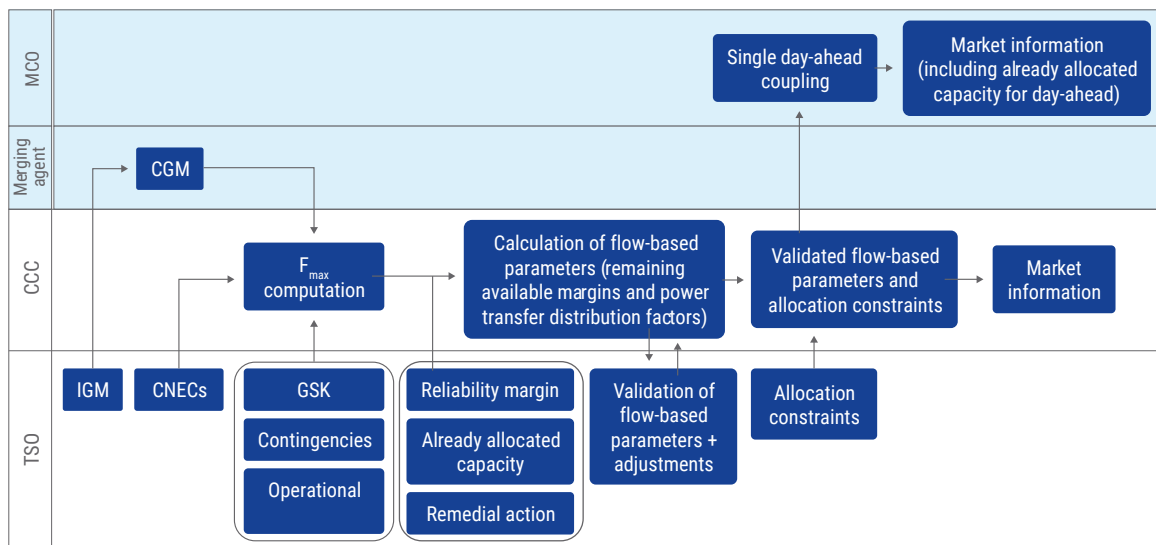 MCO
Single day-ahead
coupling
Market information
(including already allocated
capacity for day-ahead)
Merging
agent
CGM
CCC
Fmax
computation
Calculation of flow-based
parameters (remaining
available margins and power
transfer distribution factors)
Validated flow-based
parameters and
allocation constraints
Market
information
TSO
IGM
CNECs
GSK
Contingencies
Operational
Reliability margin
Already allocated
capacity
Remedial action
Validation of
flow-based
parameters +
adjustments
Allocation
constraints